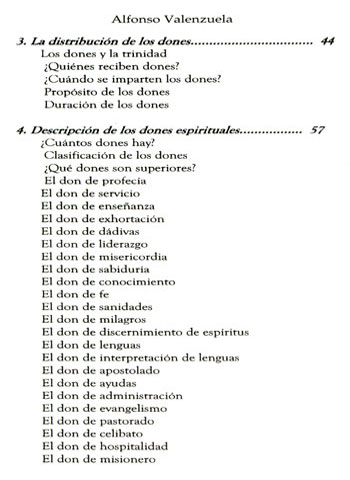 Alfonso Valenzuela
3. La distribución de los dones................................ 44
Los dones y la trinidad
¿Quiénes reciben dones?
¿Cuándo se imparten los dones?
Propósito de los dones
Duración de los dones
4. Descripción de los dones espirituales................ 57
¿Cuántos dones hay?
Clasificación de los dones
¿Qué dones son superiores?
El don de profecía
El don de servicio
El don de enseñanza
El don de exhortación
El don de dádivas
El don de liderazgo
El don de misericordia
El don de sabiduría
El don de conocimiento
El don de fe
El don de sanidades
El don de milagros
El don de discernimiento de espíritus
El don de lenguas
El don de interpretación de lenguas
El don de apostolado
El don de ayudas
El don de administración
El don de evangelismo
El don de pastorado
El don de celibato
El don de hospitalidad
El don de misionero